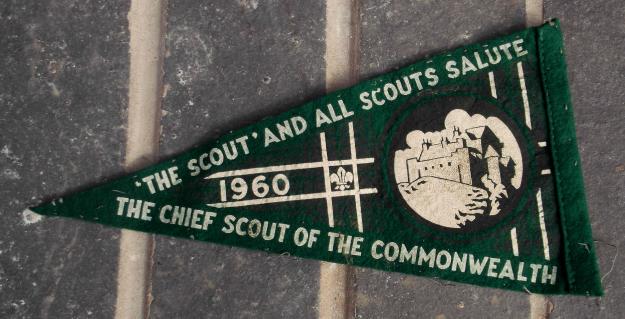 'THE SCOUT' AND ALL SCOUTS SALUTE
1960
THE CHIEF SCOUT OF THE COMMONWEALTH